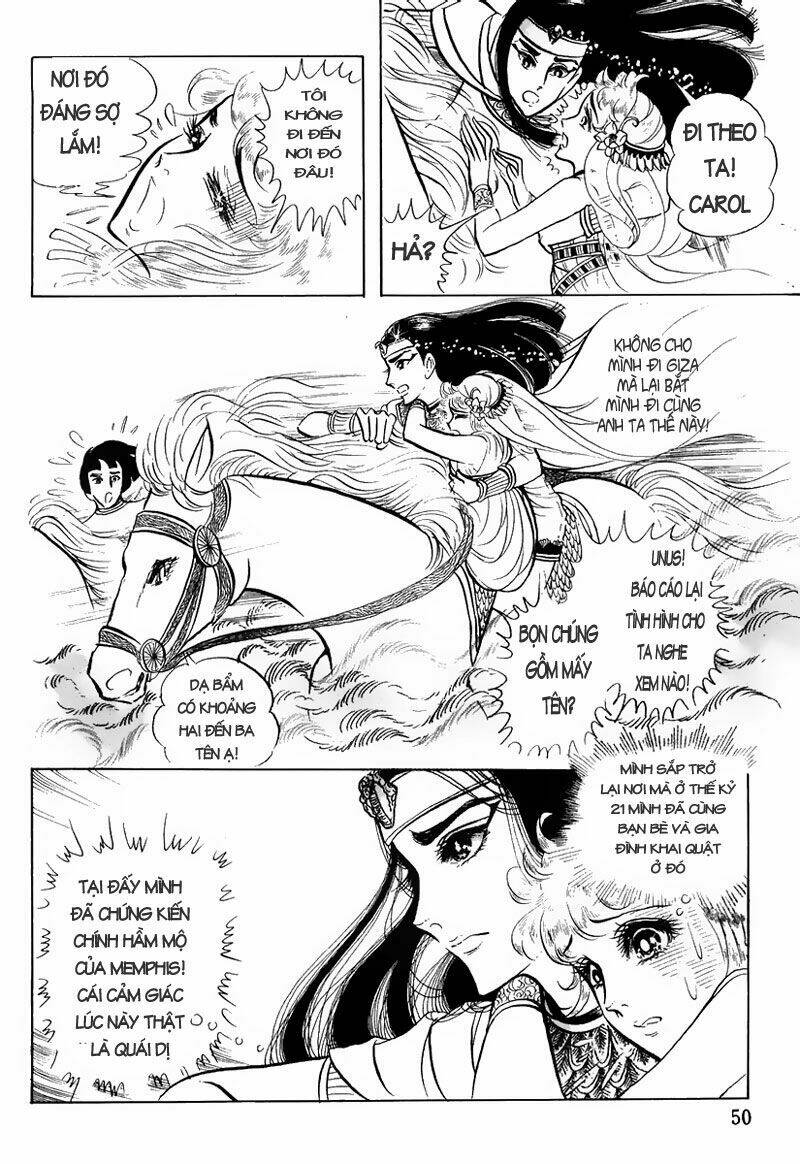 ĐI THEO
TA!
CAROL
HẢ?
TÔI
KHÔNG
ĐI ĐẾN
NƠI ĐÓ
ĐÂU!
NƠI ĐÓ
ĐÁNG SỢ
LẮM!
KHÔNG CHO
MÌNH ĐI GIZA
MÀ LẠI BẮT
MÌNH ĐI CÙNG
ANH TA THẾ NÀY!
UNUS!
BÁO CÁO LẠI
TÌNH HÌNH CHO
TA NGHE
XEM NÀO!
BỌN CHÚNG
GỒM MẤY
TÊN?
DẠ BẨM
CÓ KHOẢNG
HAI ĐẾN BA
TÊN Ạ!
MÌNH SẮP TRỞ
LẠI NƠI MÀ Ở THẾ KỶ
21 MÌNH ĐÃ CÙNG
BẠN BÈ VÀ GIA
ĐÌNH KHAI QUẬT
Ở ĐÓ
TẠI ĐẤY MÌNH
ĐÃ CHỨNG KIẾN
CHÍNH HẦM MỘ
CỦA MEMPHIS!
CÁI CẢM GIÁC
LÚC NÀY THẬT
LÀ QUÁI DỊ
50